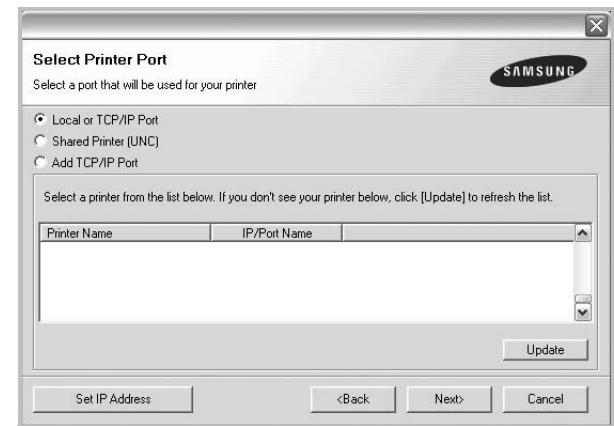 Select Printer Port
Select a port that will be used for your printer
SAMSUNG
Local or TCP/IP Port
Shared Printer (UNC)
Add TCP/IP Port
Select a printer from the list below. If you don't see your printer below, click [Update] to refresh the list.
Printer Name IP/Port Name
Update
Set IP Address <Back Next> Cancel